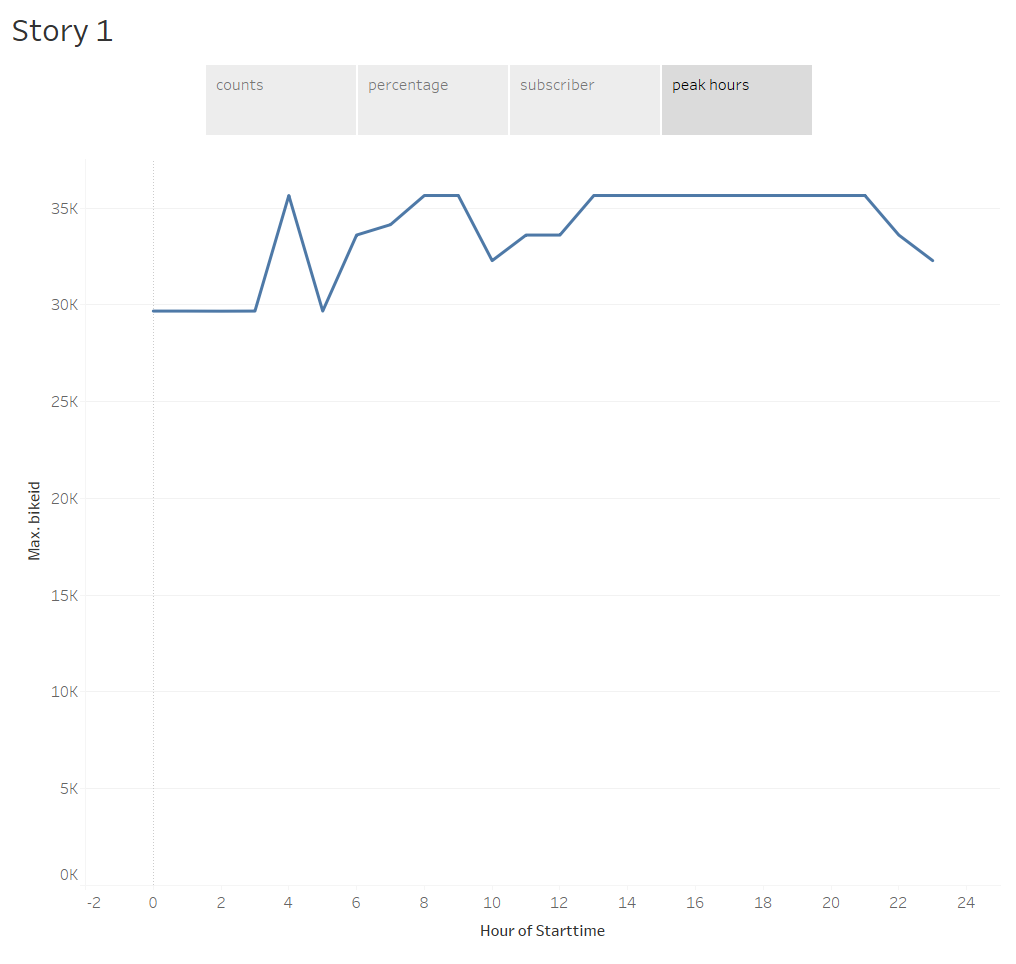 Story 1
counts
percentage
subscriber
peak hours
35K
30K
25K
20K
15K
10K
5K
0K
Max. bikeid
-2 0 2 4 6 8 10 12 14 16 18 20 22 24
Hour of Starttime